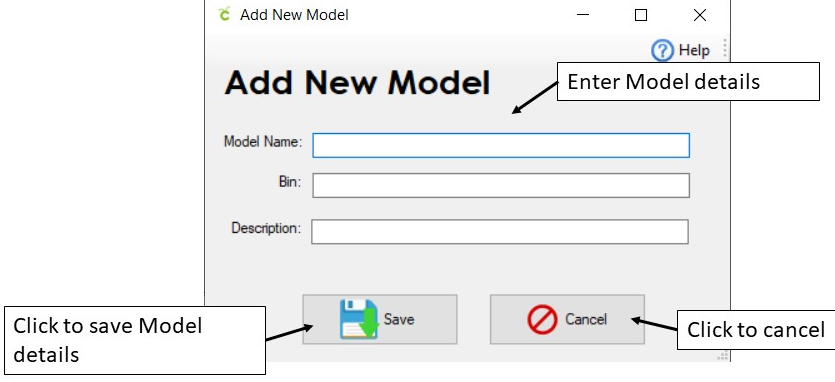 Add New Model
Help
Add New Model
Enter Model details
Model Name:
Bin:
Description:
Save
Cancel
Click to save Model
details
Click to cancel